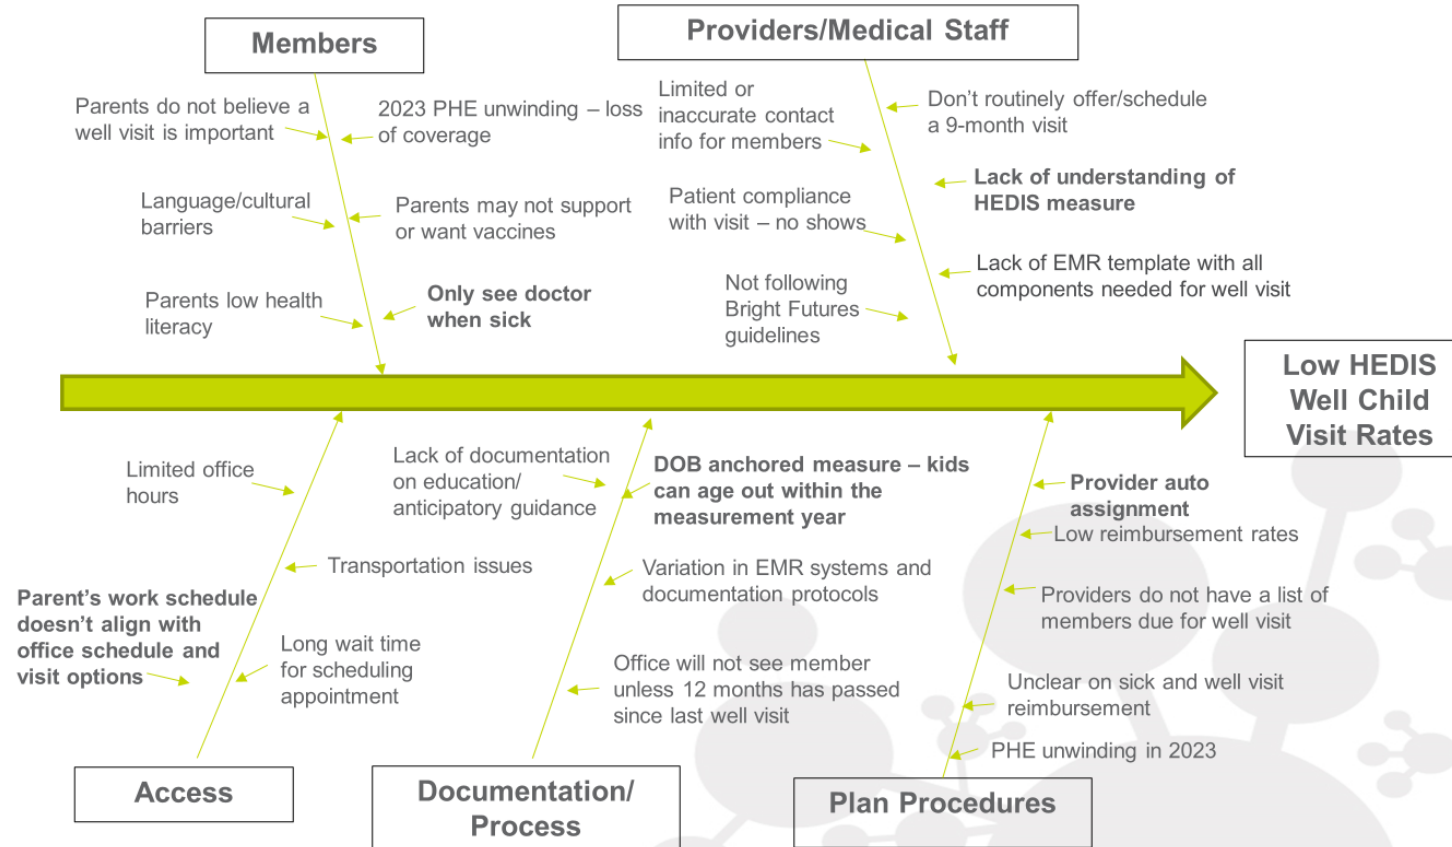 Members
Parents do not believe a
well visit is important
2023 PHE unwinding – loss
of coverage
Language/cultural
barriers
Parents may not support
or want vaccines
Parents low health
literacy
Only see doctor
when sick
Providers/Medical Staff
Limited or
inaccurate contact
info for members
Don’t routinely offer/schedule
a 9-month visit
Lack of understanding of
HEDIS measure
Patient compliance
with visit – no shows
Lack of EMR template with all
components needed for well visit
Not following
Bright Futures
guidelines
Low HEDIS
Well Child
Visit Rates
Limited office
hours
Transportation issues
Parent’s work schedule
doesn’t align with
office schedule and
visit options
Long wait time
for scheduling
appointment
Access
Lack of documentation
on education/
anticipatory guidance
DOB anchored measure – kids
can age out within the
measurement year
Variation in EMR systems and
documentation protocols
Office will not see member
unless 12 months has passed
since last well visit
Documentation/
Process
Provider auto
assignment
Low reimbursement rates
Providers do not have a list of
members due for well visit
Unclear on sick and well visit
reimbursement
PHE unwinding in 2023
Plan Procedures